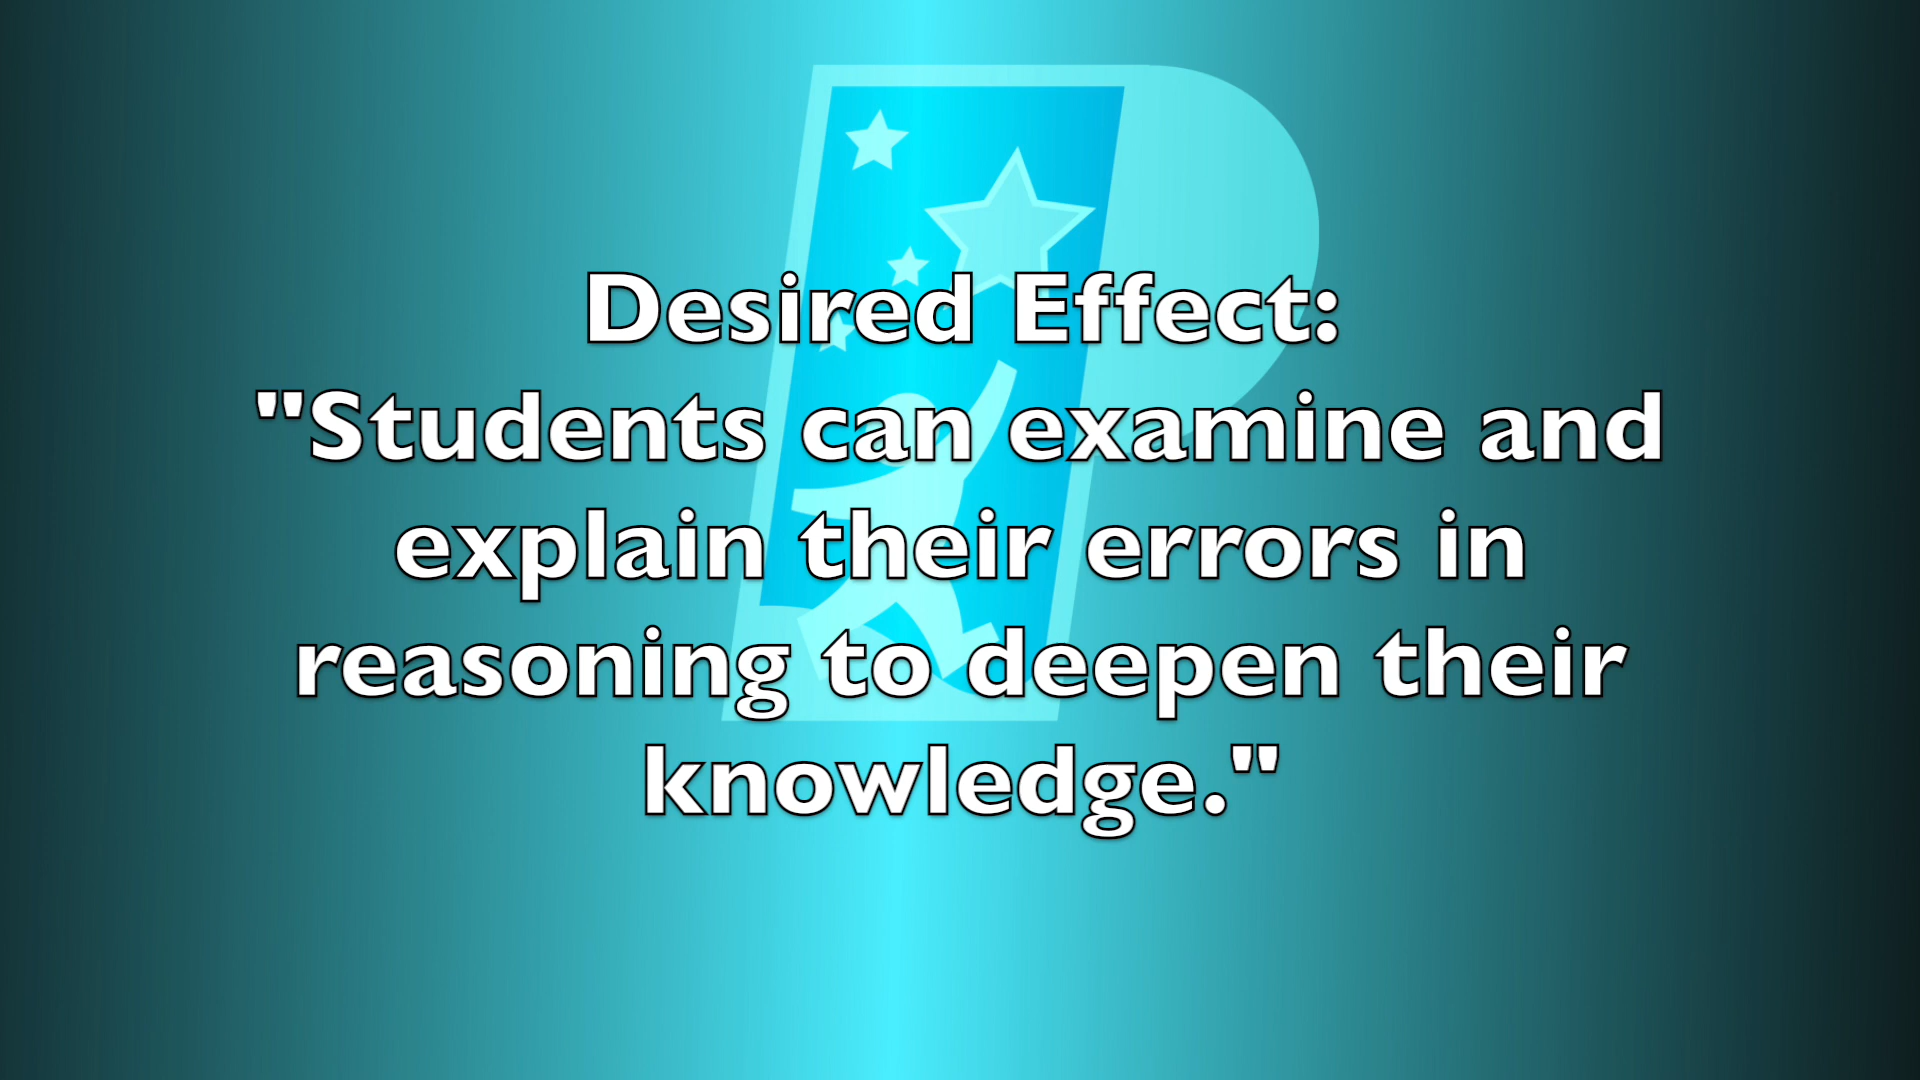 Desired Effect:
"Students can examine and
explain their errors in
reasoning to deepen their
knowledge."